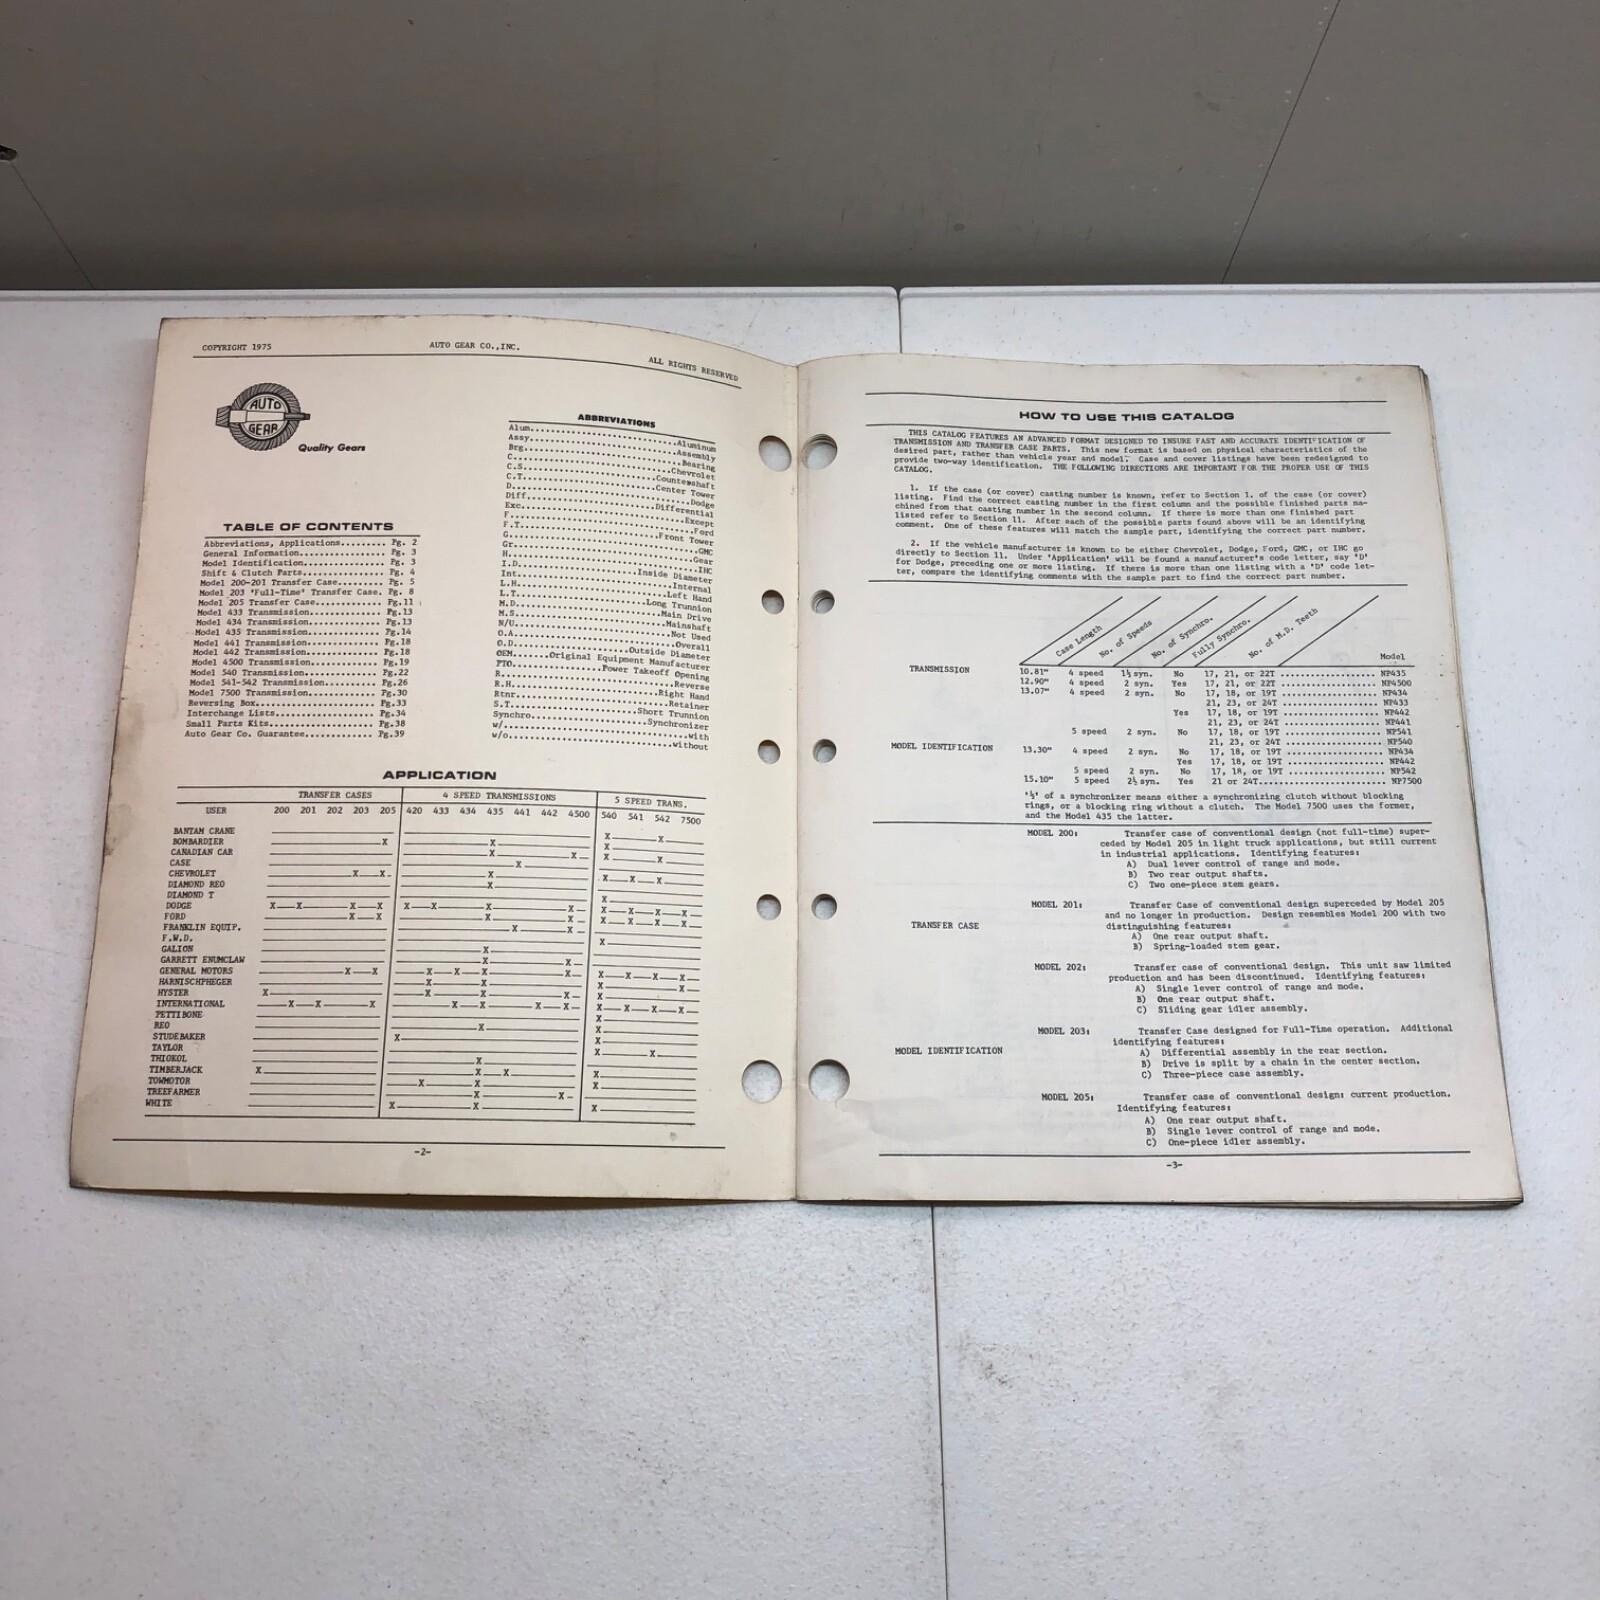 COPYRIGHT 1975
AUTO GEAR CO.,INC.
ALL RIGHTS RESERVED
AUTO
GEAR
Quality Gears
TABLE OF CONTENTS
Abbreviations, Applications......... Pg. 2
General Information................. Pg. 3
Model Identification................ Pg. 3
Shift & Clutch Parts................ Pg. 4
Model 200-201 Transfer Case......... Pg. 5
Model 203 'Full-Time' Transfer Case. Pg. 8
Model 205 Transfer Case............. Pg.11
Model 433 Transmission.............. Pg.13
Model 434 Transmission.............. Pg.13
Model 435 Transmission.............. Pg.14
Model 441 Transmission.............. Pg.18
Model 442 Transmission.............. Pg.18
Model 4500 Transmission............. Pg.19
Model 540 Transmission.............. Pg.22
Model 541-542 Transmission.......... Pg.26
Model 7500 Transmission............. Pg.30
Reversing Box....................... Pg.33
Interchange Lists................... Pg.34
Small Parts Kits.................... Pg.38
Auto Gear Co. Guarantee............. Pg.39
ABBREVIATIONS
Alum..............................Aluminum
Assy..............................Assembly
Brg................................Bearing
C................................Chevrolet
C.S............................Countershaft
C.T............................Center Tower
D....................................Dodge
Diff..........................Differential
Exc.................................Except
F.....................................Ford
F.T............................Front Tower
G......................................GMC
Gr....................................Gear
H......................................IHC
I.D........................Inside Diameter
Int...............................Internal
L.H..............................Left Hand
L.T..........................Long Trunnion
M.D.............................Main Drive
M.S..............................Mainshaft
N/U...............................Not Used
O.A................................Overall
O.D.......................Outside Diameter
OEM........Original Equipment Manufacturer
PTO.................Power Takeoff Opening
R..................................Reverse
R.H.............................Right Hand
Rtnr..............................Retainer
S.T.........................Short Trunnion
Synchro.......................Synchronizer
w/....................................with
w/o................................without
APPLICATION
TRANSFER CASES 4 SPEED TRANSMISSIONS 5 SPEED TRANS.
USER 200 201 202 203 205 420 433 434 435 441 442 4500 540 541 542 7500
BANTAM CRANE X X
BOMBARDIER X X X
CANADIAN CAR X X X X
CASE X
CHEVROLET X X X X X X
DIAMOND REO X
DIAMOND T X
DODGE X X X X X X X X X X X X
FORD X X X X X X X X
FRANKLIN EQUIP. X X
F.W.D. X
GALION X
GARRETT ENUMCLAW X X
GENERAL MOTORS X X X X X X X X X X
HARNISCHPHEGER X X X X
HYSTER X X X X X
INTERNATIONAL X X X X X X X X X X X
PETTIBONE X
REO X X
STUDEBAKER X X
TAYLOR X X
THIOKOL X
TIMBERJACK X X X X
TOWMOTOR X X X
TREEFARMER X X
WHITE X X X
-2-
HOW TO USE THIS CATALOG
THIS CATALOG FEATURES AN ADVANCED FORMAT DESIGNED TO INSURE FAST AND ACCURATE IDENTIFICATION OF
TRANSMISSION AND TRANSFER CASE PARTS. This new format is based on physical characteristics of the
desired part, rather than vehicle year and model. Case and cover listings have been redesigned to
provide two-way identification. THE FOLLOWING DIRECTIONS ARE IMPORTANT FOR THE PROPER USE OF THIS
CATALOG.
1. If the case (or cover) casting number is known, refer to Section 1. of the case (or cover)
listing. Find the correct casting number in the first column and the possible finished parts ma-
chined from that casting number in the second column. If there is more than one finished part
listed refer to Section 11. After each of the possible parts found above will be an identifying
comment. One of these features will match the sample part, identifying the correct part number.
2. If the vehicle manufacturer is known to be either Chevrolet, Dodge, Ford, GMC, or IHC go
directly to Section 11. Under 'Application' will be found a manufacturer's code letter, say 'D'
for Dodge, preceding one or more listing. If there is more than one listing with a 'D' code let-
ter, compare the identifying comments with the sample part to find the correct part number.
Case Length No. of Speeds No. of Synchro. Fully Synchro. No. of M.D. Teeth Model
TRANSMISSION
10.81" 4 speed 1½ syn. No 17, 21, or 22T .................. NP435
12.90" 4 speed 2 syn. Yes 17, 21, or 22T .................. NP4500
13.07" 4 speed 2 syn. No 17, 18, or 19T .................. NP434
21, 23, or 24T .................. NP433
Yes 17, 18, or 19T .................. NP442
21, 23, or 24T .................. NP441
5 speed 2 syn. No 17, 18, or 19T .................. NP541
21, 23, or 24T .................. NP540
MODEL IDENTIFICATION
13.30" 4 speed 2 syn. No 17, 18, or 19T .................. NP434
Yes 17, 18, or 19T .................. NP442
5 speed 2 syn. No 17, 18, or 19T .................. NP542
15.10" 5 speed 2½ syn. Yes 21 or 24T....................... NP7500
'½' of a synchronizer means either a synchronizing clutch without blocking
rings, or a blocking ring without a clutch. The Model 7500 uses the former,
and the Model 435 the latter.
TRANSFER CASE
MODEL IDENTIFICATION
MODEL 200: Transfer case of conventional design (not full-time) super-
ceded by Model 205 in light truck applications, but still current
in industrial applications. Identifying features:
A) Dual lever control of range and mode.
B) Two rear output shafts.
C) Two one-piece stem gears.
MODEL 201: Transfer Case of conventional design superceded by Model 205
and no longer in production. Design resembles Model 200 with two
distinguishing features:
A) One rear output shaft.
B) Spring-loaded stem gear.
MODEL 202: Transfer case of conventional design. This unit saw limited
production and has been discontinued. Identifying features:
A) Single lever control of range and mode.
B) One rear output shaft.
C) Sliding gear idler assembly.
MODEL 203: Transfer Case designed for Full-Time operation. Additional
identifying features:
A) Differential assembly in the rear section.
B) Drive is split by a chain in the center section.
C) Three-piece case assembly.
MODEL 205: Transfer case of conventional design: current production.
Identifying features:
A) One rear output shaft.
B) Single lever control of range and mode.
C) One-piece idler assembly.
-3-